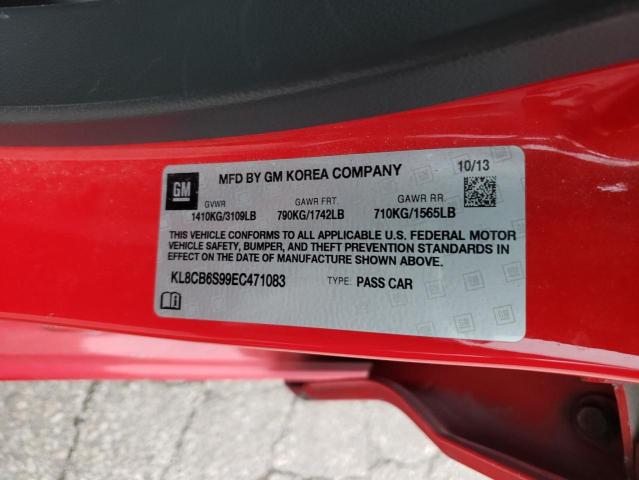 GM
MFD BY GM KOREA COMPANY
10/13
GVWR GAWR FRT. GAWR RR.
1410KG/3109LB 790KG/1742LB 710KG/1565LB
THIS VEHICLE CONFORMS TO ALL APPLICABLE U.S. FEDERAL MOTOR
VEHICLE SAFETY, BUMPER, AND THEFT PREVENTION STANDARDS IN
EFFECT ON THE DATE OF MANUFACTURE SHOWN ABOVE.
KL8CB6S99EC471083 TYPE: PASS CAR